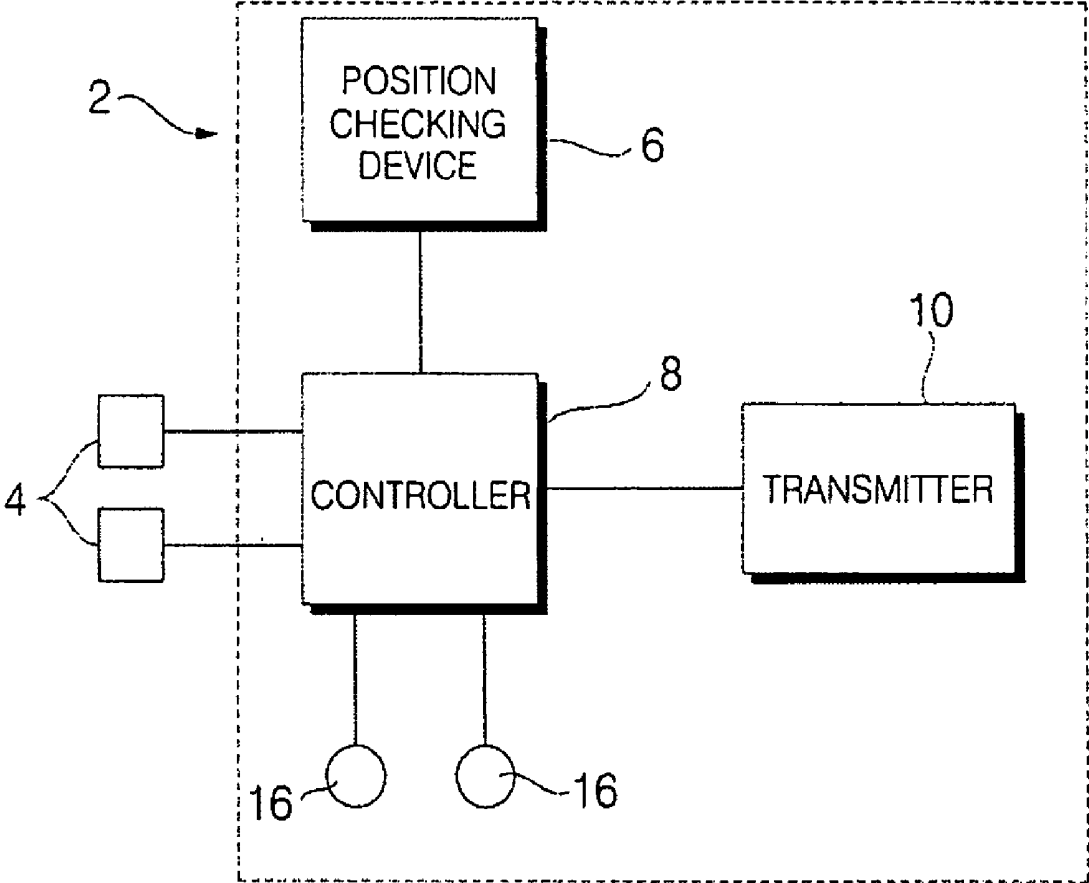 2
POSITION
CHECKING
DEVICE
6
10
8
4
CONTROLLER
TRANSMITTER
16
16